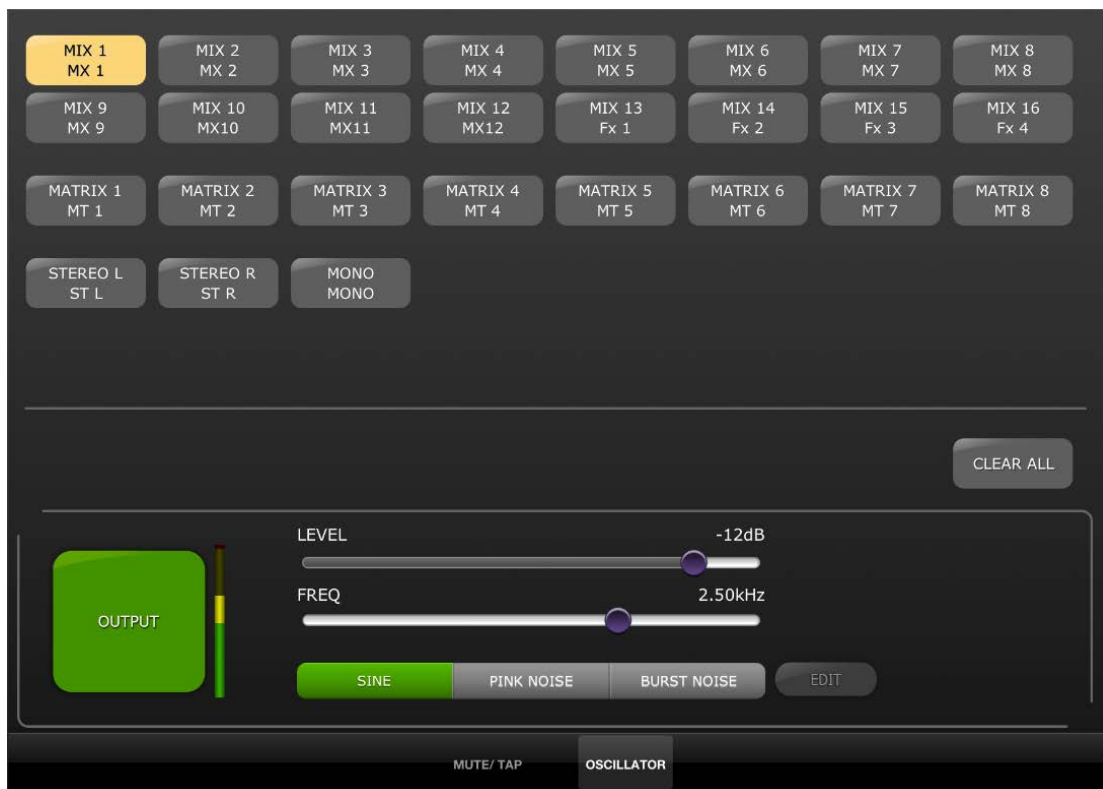 MIX 1 MIX 2 MIX 3 MIX 4 MIX 5 MIX 6 MIX 7 MIX 8
MX 1 MX 2 MX 3 MX 4 MX 5 MX 6 MX 7 MX 8
MIX 9 MIX 10 MIX 11 MIX 12 MIX 13 MIX 14 MIX 15 MIX 16
MX 9 MX10 MX11 MX12 Fx 1 Fx 2 Fx 3 Fx 4
MATRIX 1 MATRIX 2 MATRIX 3 MATRIX 4 MATRIX 5 MATRIX 6 MATRIX 7 MATRIX 8
MT 1 MT 2 MT 3 MT 4 MT 5 MT 6 MT 7 MT 8
STEREO L STEREO R MONO
ST L ST R MONO
CLEAR ALL
LEVEL -12dB
FREQ 2.50kHz
OUTPUT
SINE PINK NOISE BURST NOISE EDIT
MUTE/ TAP OSCILLATOR